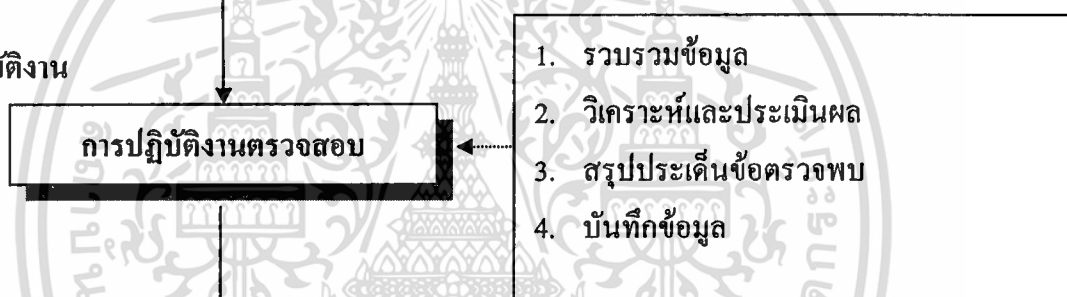 1. รวบรวมข้อมูล
ัติงาน
2. วิเคราะห์และประเมินผล
การปฏิบัติงานตรวจสอบ
3. สรุปประเด็นข้อตรวจพบ
4. บันทึกข้อมูล